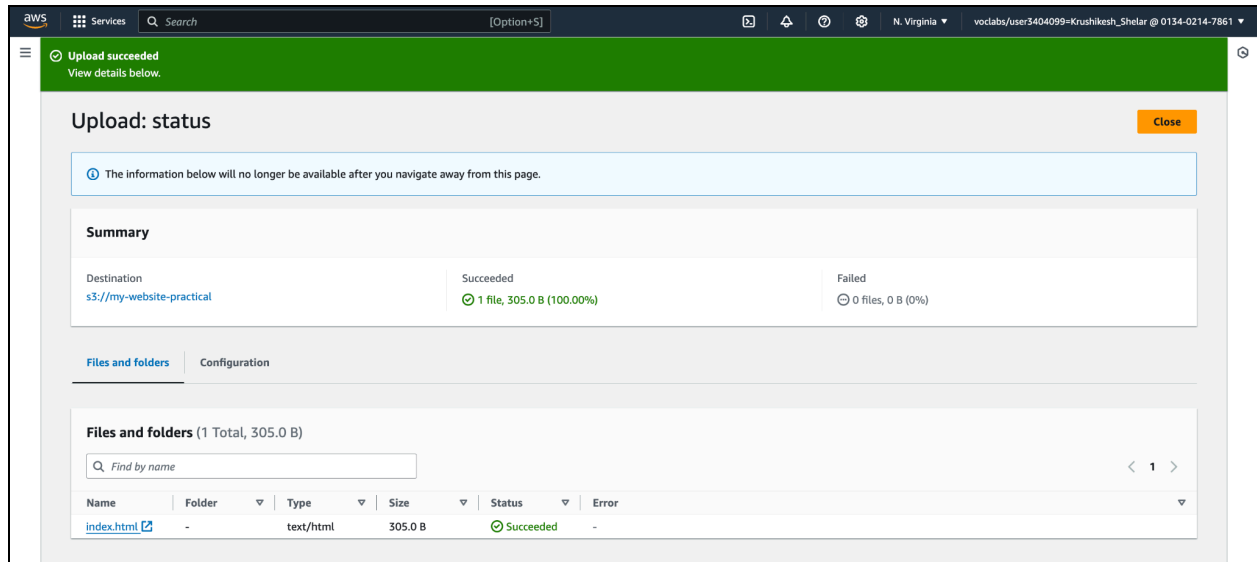 aws Services Search [Option+S] N. Virginia ▼ voclabs/user3404099=Krushikesh_Shelar @ 0134-0214-7861 ▼
Upload succeeded
View details below.
Upload: status
Close
The information below will no longer be available after you navigate away from this page.
Summary
Destination Succeeded Failed
s3://my-website-practical 1 file, 305.0 B (100.00%) 0 files, 0 B (0%)
Files and folders Configuration
Files and folders (1 Total, 305.0 B)
Find by name < 1 >
Name Folder Type Size Status Error
index.html - text/html 305.0 B Succeeded -